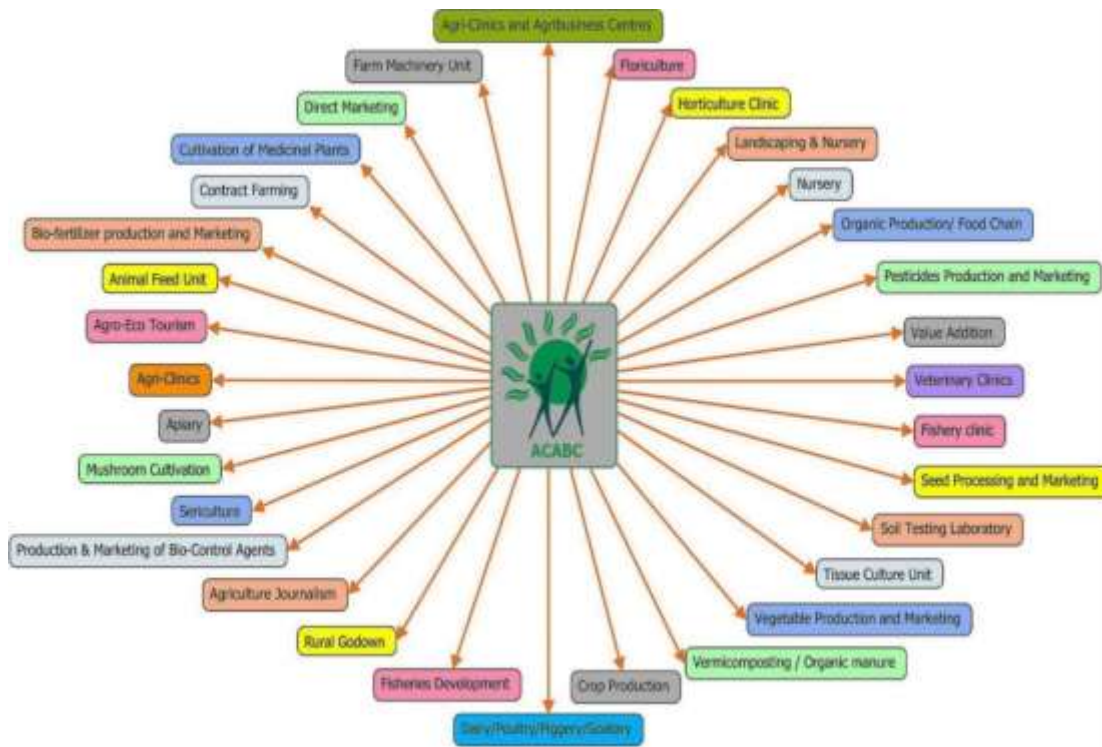 Agri-Clinics and Agribusiness Centres
Farm Machinery Unit
Floriculture
Direct Marketing
Horticulture Clinic
Cultivation of Medicinal Plants
Landscaping & Nursery
Contract Farming
Nursery
Bio-fertilizer production and Marketing
Organic Production/ Food Chain
Animal Feed Unit
Pesticides Production and Marketing
Agro-Eco Tourism
Value Addition
Agri-Clinics
Veterinary Clinics
Apiary
Fishery clinic
ACABC
Mushroom Cultivation
Seed Processing and Marketing
Sericulture
Soil Testing Laboratory
Production & Marketing of Bio-Control Agents
Tissue Culture Unit
Agriculture Journalism
Vegetable Production and Marketing
Rural Godown
Vermicomposting / Organic manure
Fisheries Development
Crop Production
Dairy/Poultry/Piggery/Goatary